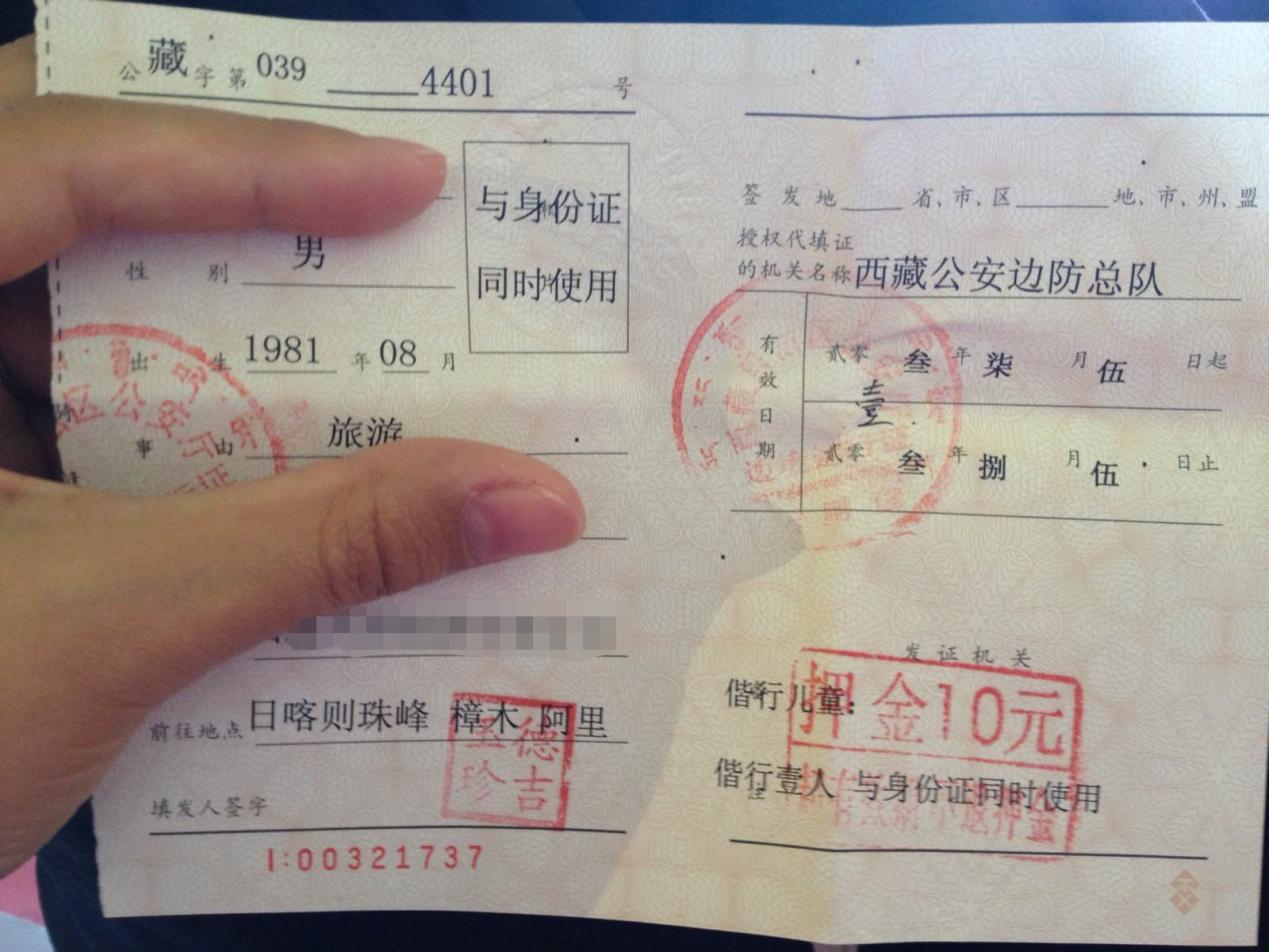 公藏字第039 4401 号
与身份证
同时使用
性 别 男
出 生 1981 年 08 月
事 由 旅游
前往地点 日喀则珠峰 樟木 阿里
德吉
玉珍
填发人签字
1:00321737
签 发 地 省、市、区 地、市、州、盟
授权代填证
的机关名称 西藏公安边防总队
有效日期
贰零壹叁年柒月伍日起
贰零 叁年捌月伍日止
发 证 机 关
偕行儿童:
押金10元
偕行壹人 与身份证同时使用